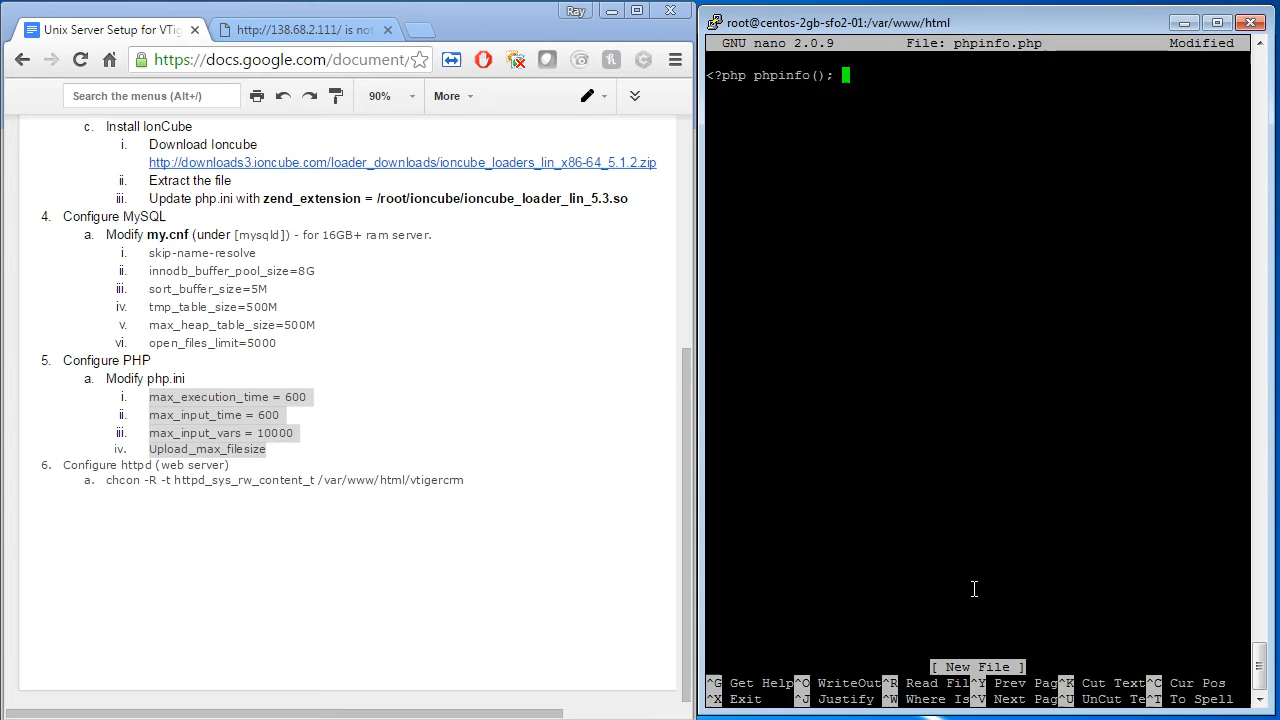 Ray
Unix Server Setup for VTig
http://138.68.2.111/ is not
https://docs.google.com/document/
Search the menus (Alt+/)
90%
More
c. Install IonCube
i. Download Ioncube
http://downloads3.ioncube.com/loader_downloads/ioncube_loaders_lin_x86-64_5.1.2.zip
ii. Extract the file
iii. Update php.ini with zend_extension = /root/ioncube/ioncube_loader_lin_5.3.so
4. Configure MySQL
a. Modify my.cnf (under [mysqld]) - for 16GB+ ram server.
i. skip-name-resolve
ii. innodb_buffer_pool_size=8G
iii. sort_buffer_size=5M
iv. tmp_table_size=500M
v. max_heap_table_size=500M
vi. open_files_limit=5000
5. Configure PHP
a. Modify php.ini
i. max_execution_time = 600
ii. max_input_time = 600
iii. max_input_vars = 10000
iv. Upload_max_filesize
6. Configure httpd (web server)
a. chcon -R -t httpd_sys_rw_content_t /var/www/html/vtigercrm
root@centos-2gb-sfo2-01:/var/www/html
GNU nano 2.0.9 File: phpinfo.php Modified
<?php phpinfo();
[ New File ]
^G Get Help ^O WriteOut ^R Read Fil ^Y Prev Pag ^K Cut Text ^C Cur Pos
^X Exit ^J Justify ^W Where Is ^V Next Pag ^U UnCut Te ^T To Spell